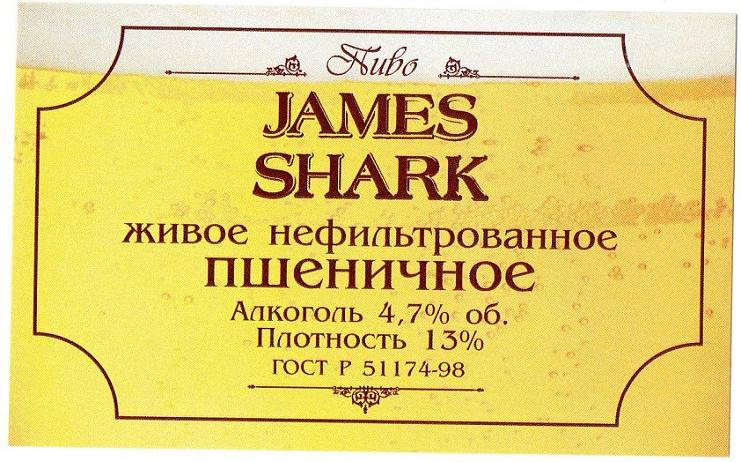 Пиво
JAMES
SHARK
живое нефильтрованное
пшеничное
Алкоголь 4,7% об.
Плотность 13%
ГОСТ Р 51174-98